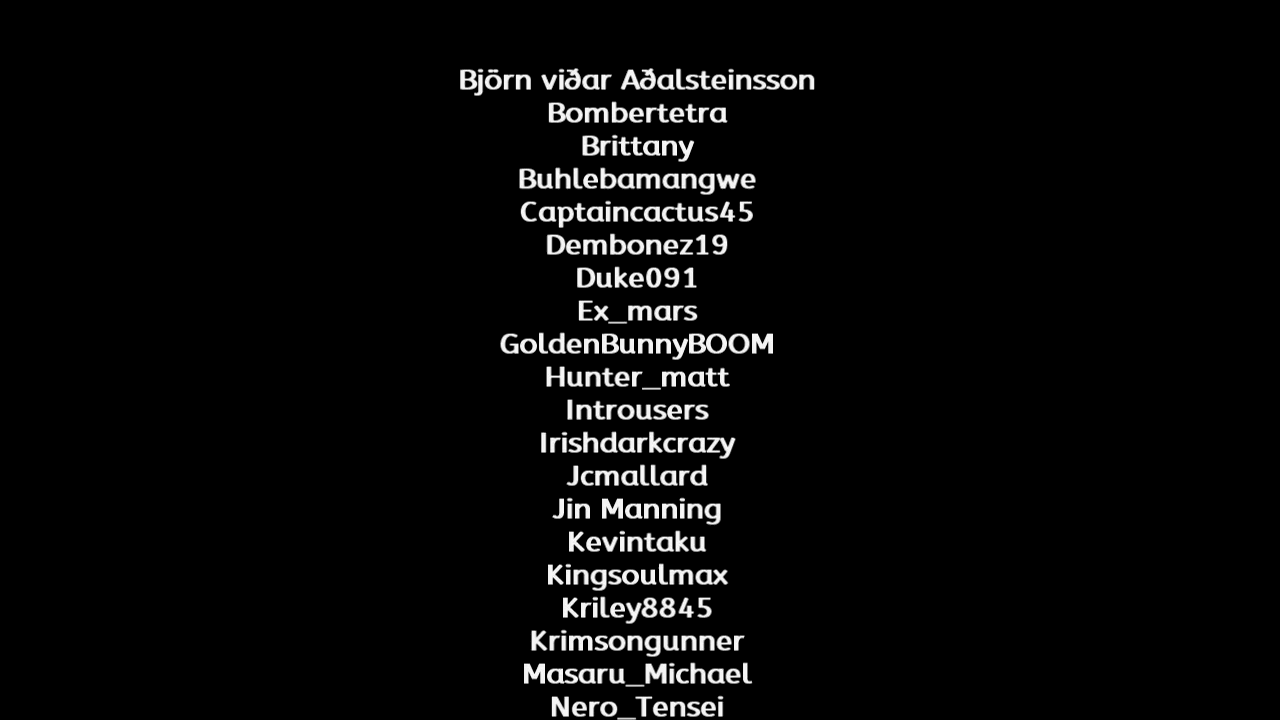 Björn viðar Aðalsteinsson
Bombertetra
Brittany
Buhlebamangwe
Captaincactus45
Dembonez19
Duke091
Ex_mars
GoldenBunnyBOOM
Hunter_matt
Introusers
Irishdarkcrazy
Jcmallard
Jin Manning
Kevintaku
Kingsoulmax
Kriley8845
Krimsongunner
Masaru_Michael
Nero_Tensei